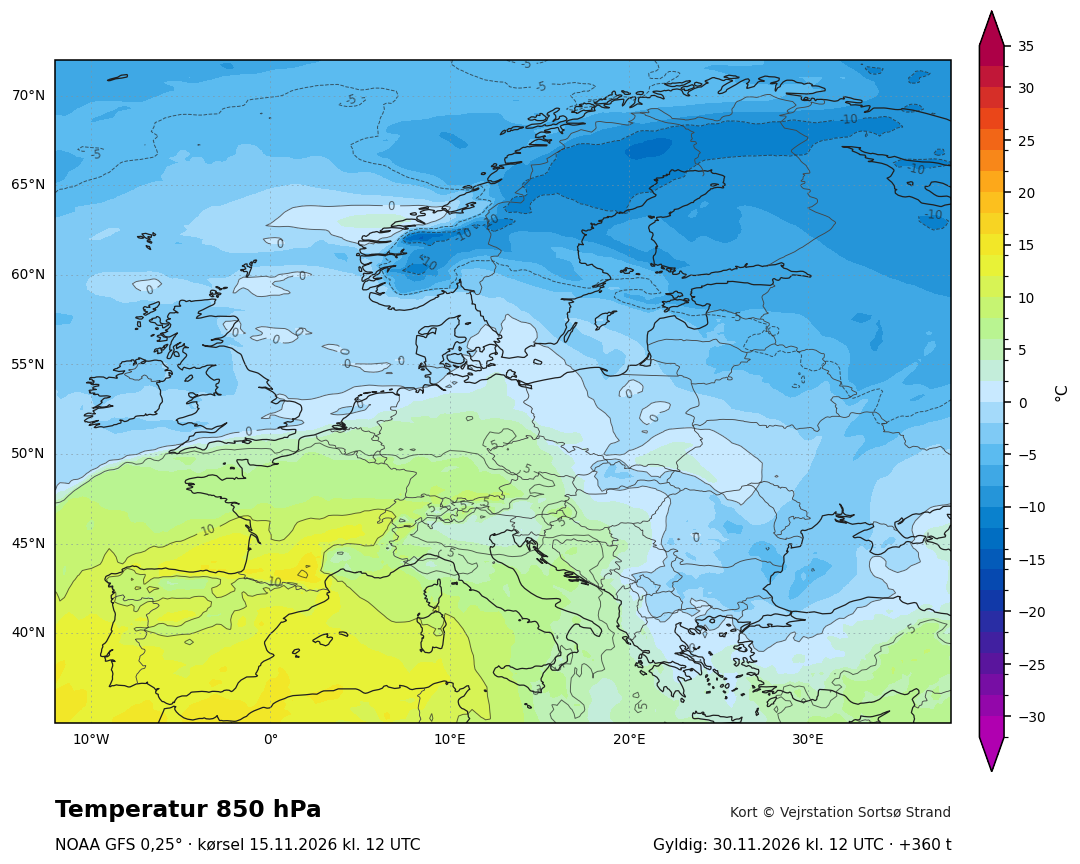 70°N
65°N
60°N
55°N
50°N
45°N
40°N
10°W
0°
10°E
20°E
30°E
35
30
25
20
15
10
5
0
−5
−10
−15
−20
−25
−30
°C
Temperatur 850 hPa
Kort © Vejrstation Sortsø Strand
NOAA GFS 0,25° · kørsel 15.11.2026 kl. 12 UTC
Gyldig: 30.11.2026 kl. 12 UTC · +360 t